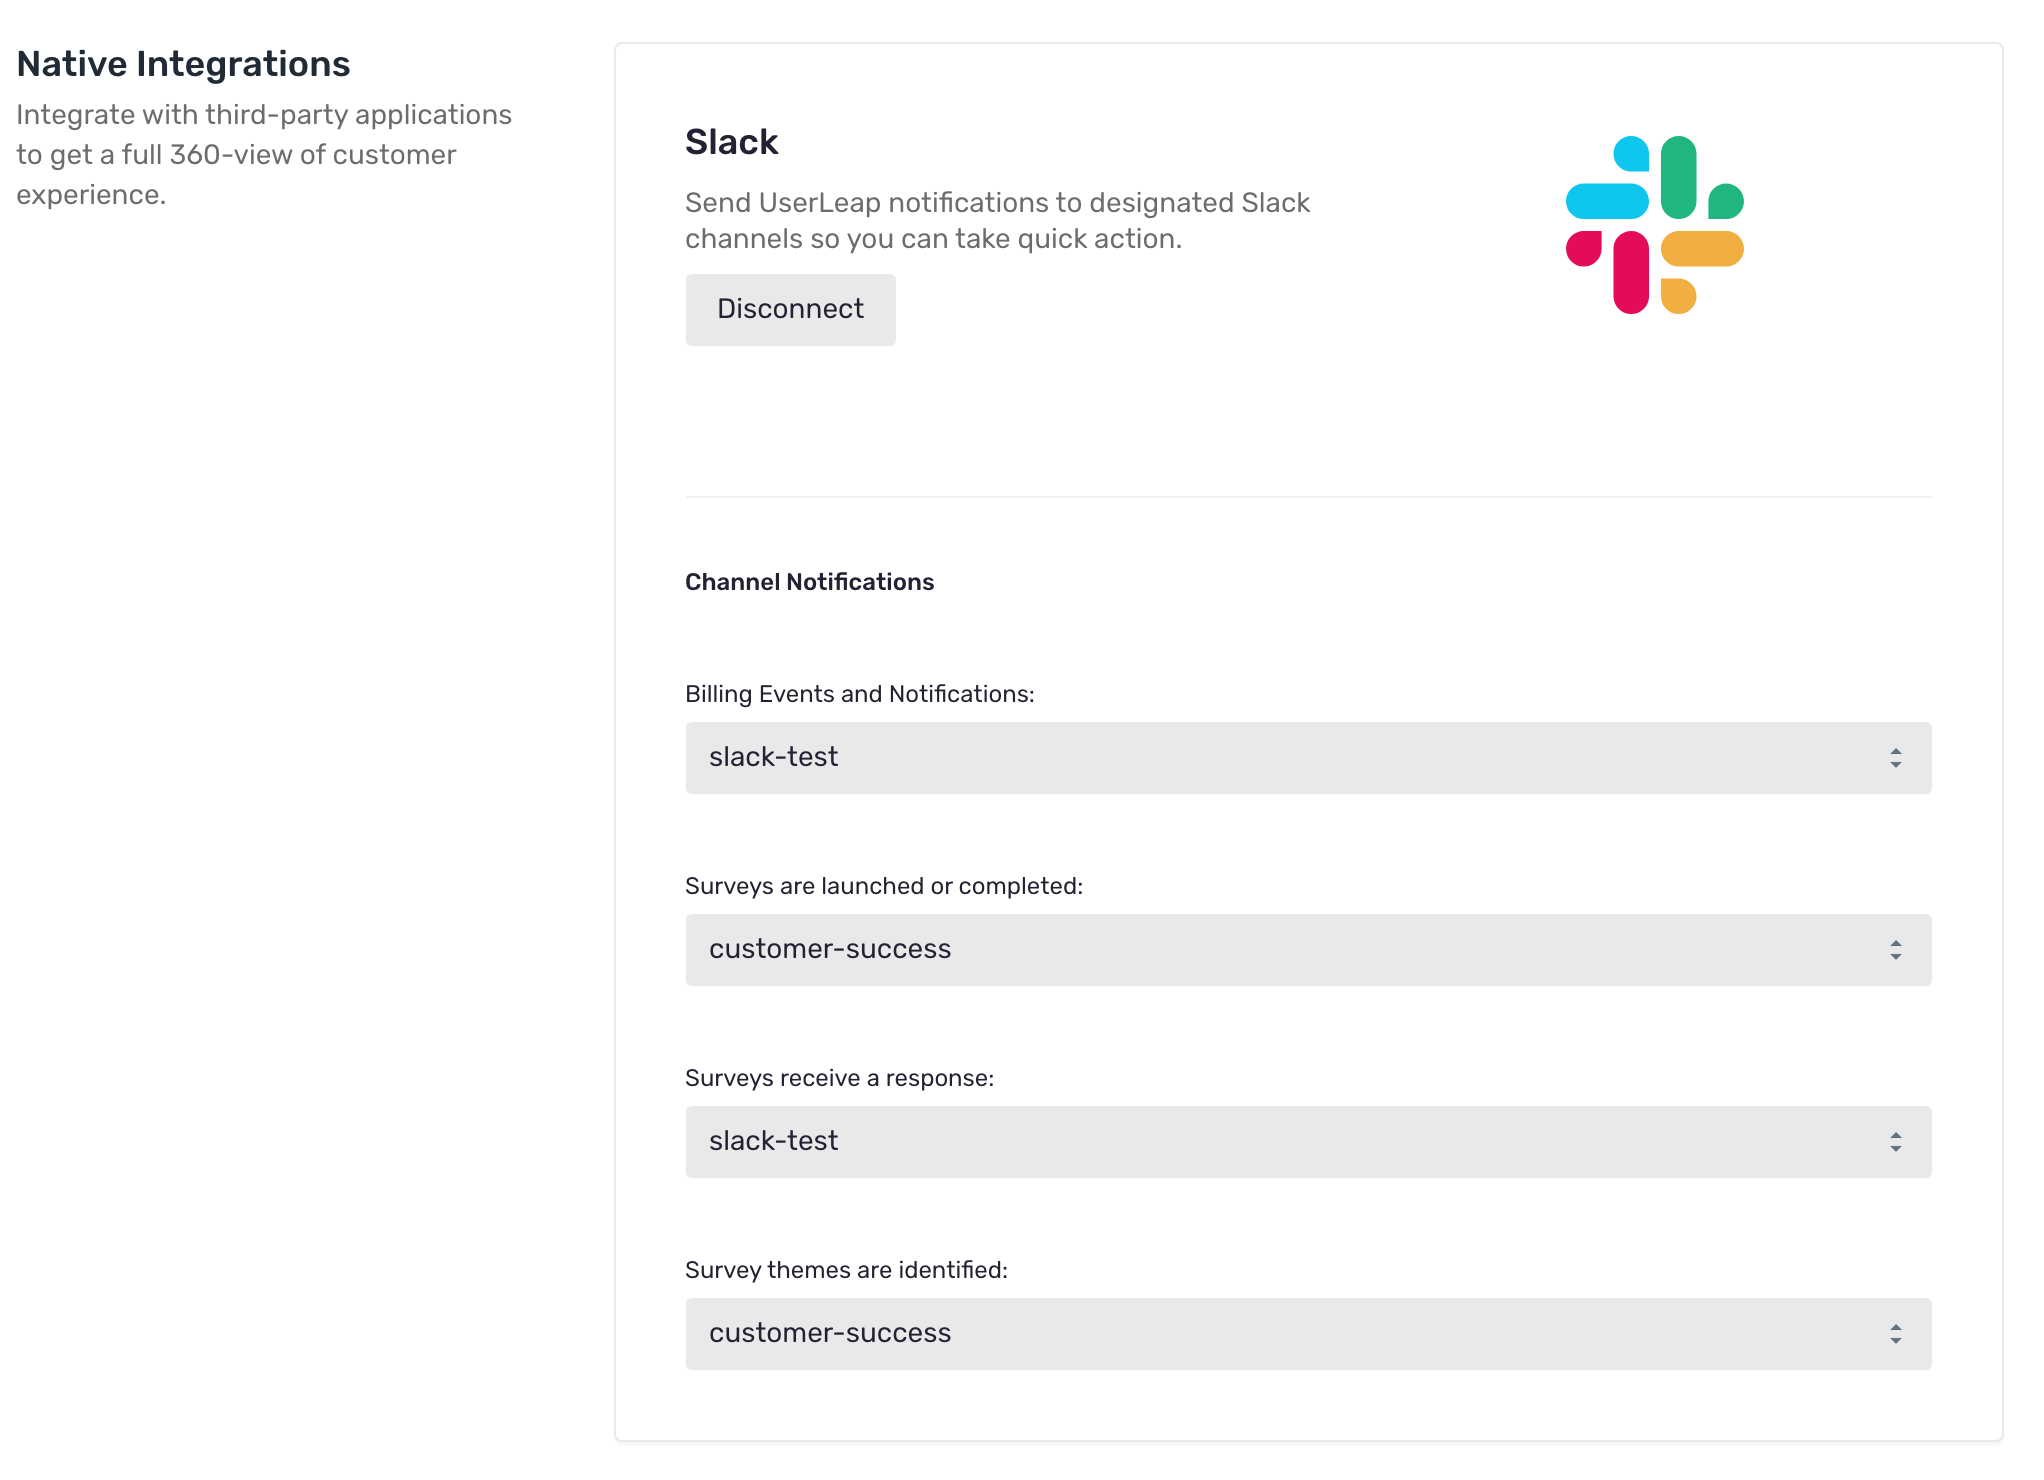 Native Integrations
Integrate with third-party applications
to get a full 360-view of customer
experience.
Slack
Send UserLeap notifications to designated Slack
channels so you can take quick action.
Disconnect
Channel Notifications
Billing Events and Notifications:
slack-test
Surveys are launched or completed:
customer-success
Surveys receive a response:
slack-test
Survey themes are identified:
customer-success